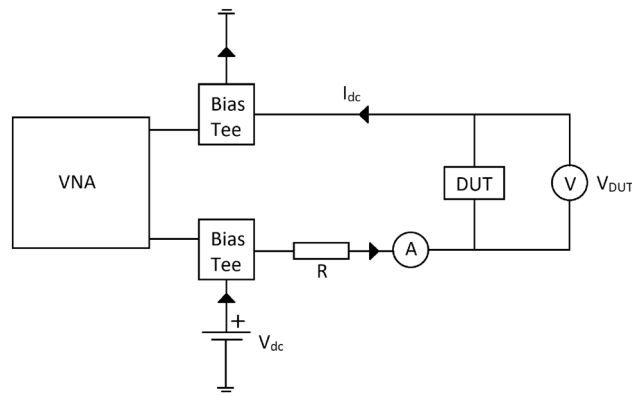 Bias
Tee
I_dc
VNA
DUT
V
V_DUT
Bias
Tee
A
R
+
V_dc